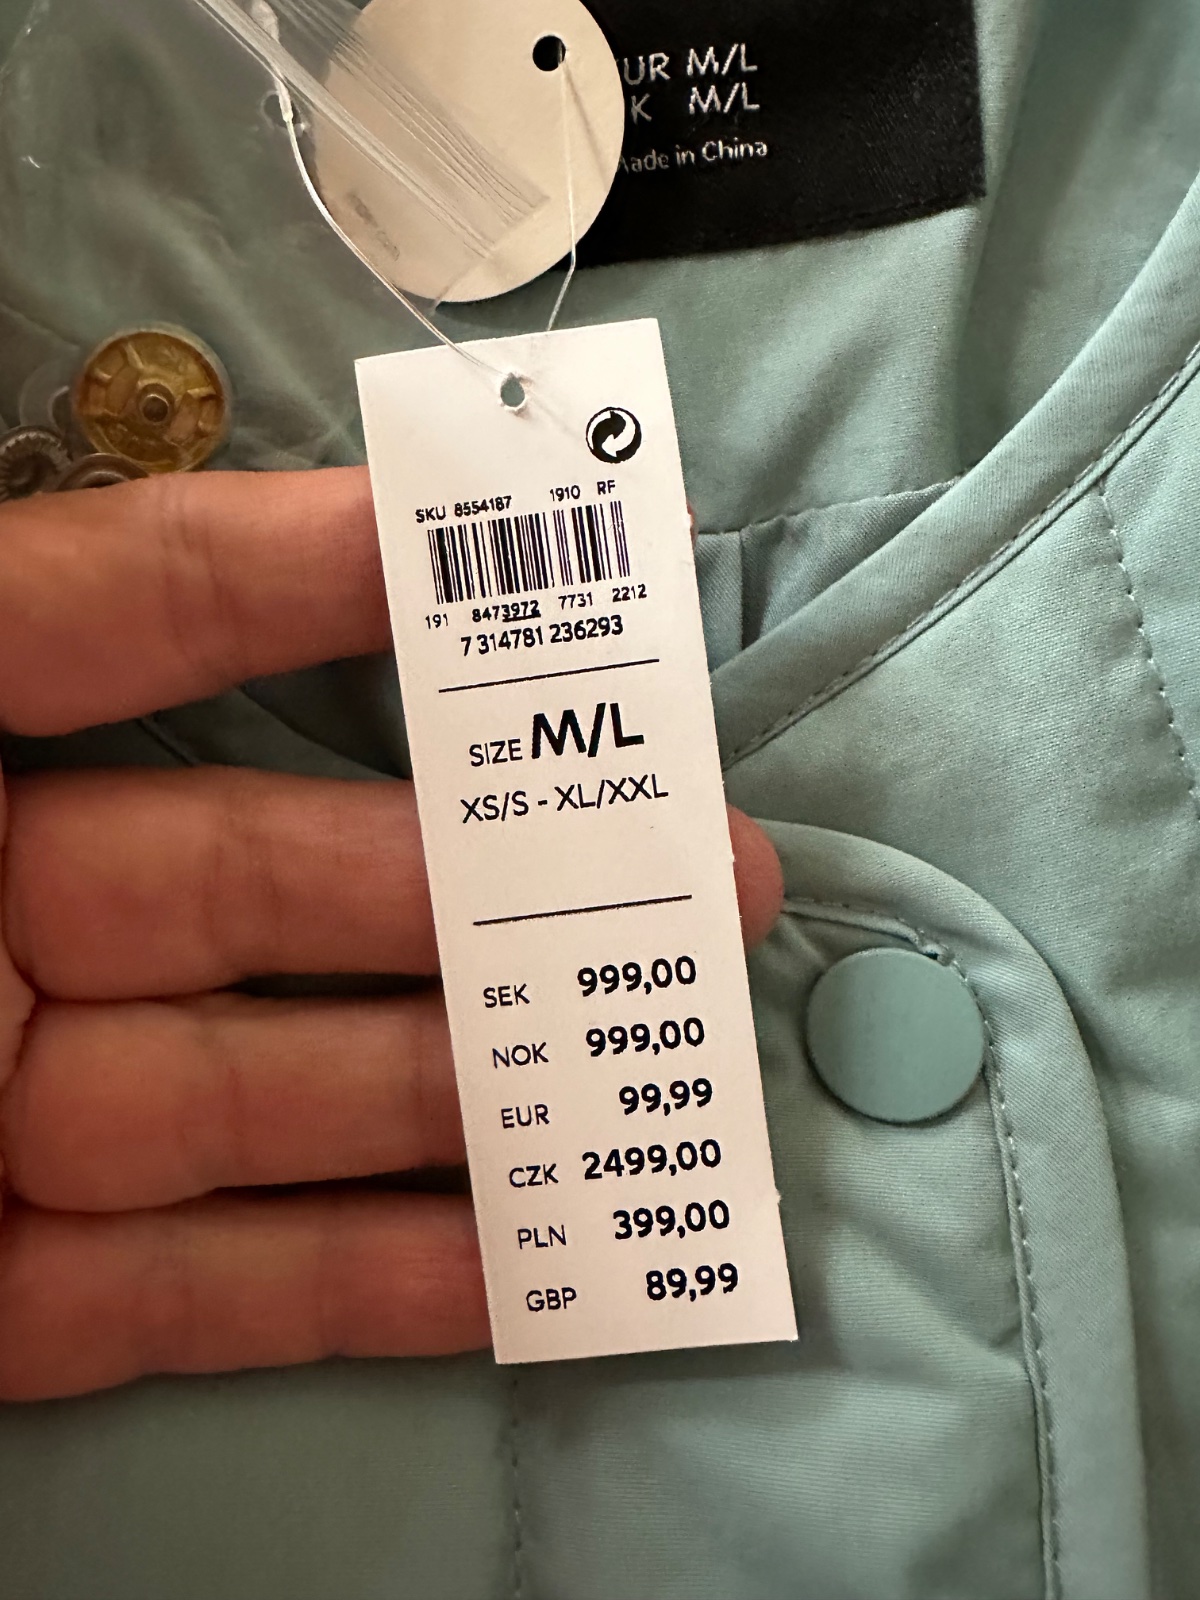 UR M/L
K M/L
Made in China
SKU 8554187 1910 RF
191 8473972 7731 2212
7 314781 236293
SIZE M/L
XS/S - XL/XXL
SEK 999,00
NOK 999,00
EUR 99,99
CZK 2499,00
PLN 399,00
GBP 89,99